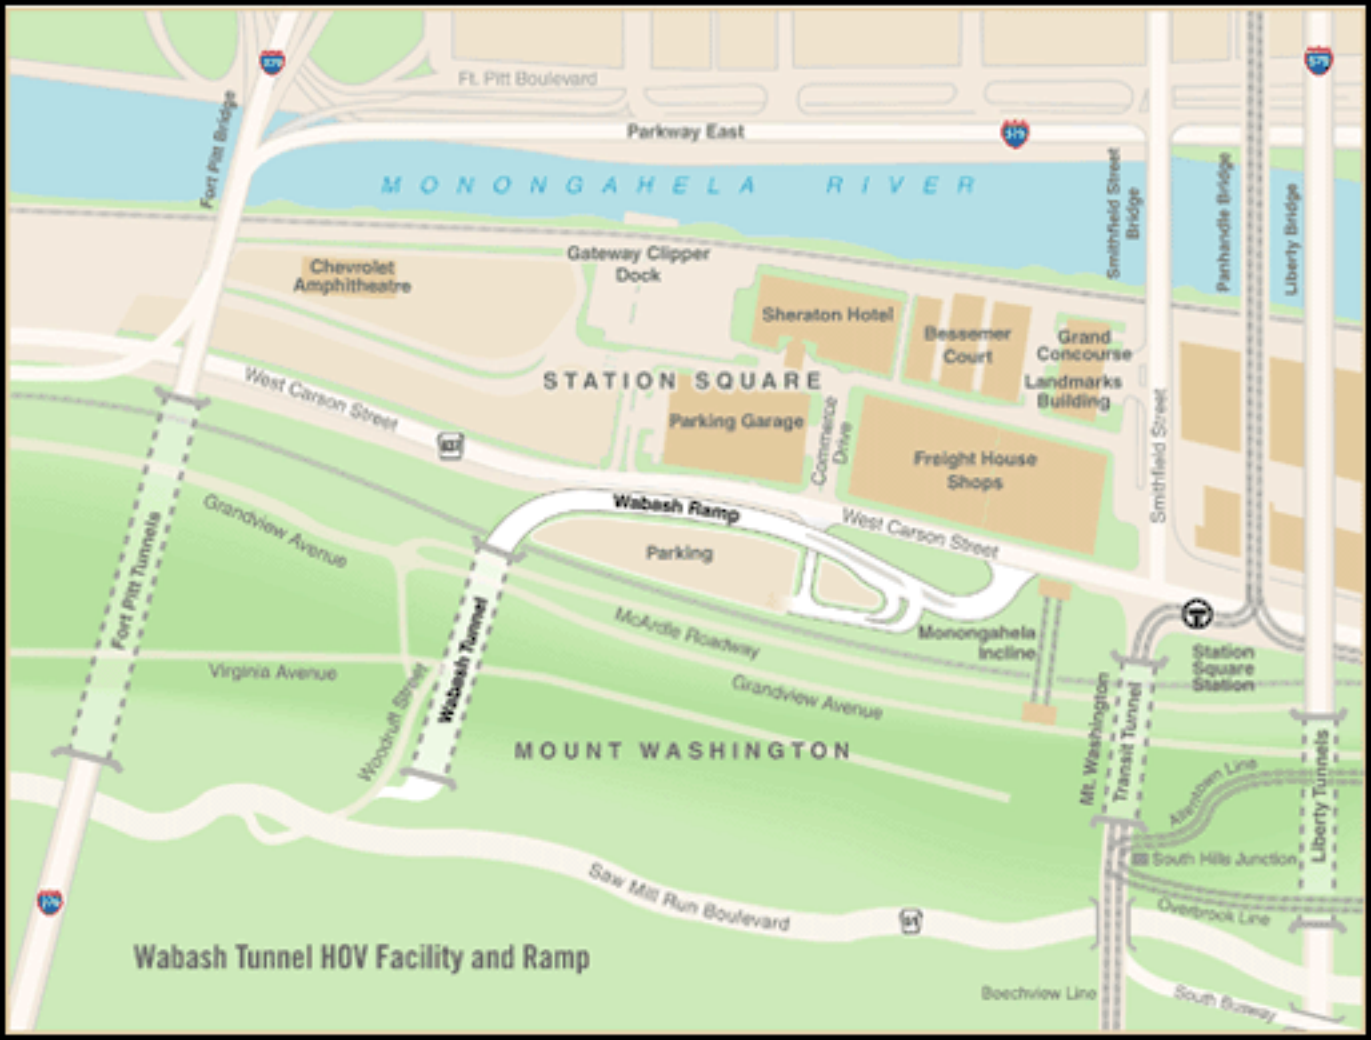 Ft. Pitt Boulevard
Parkway East
Fort Pitt Bridge
MONONGAHELA RIVER
Smithfield Street
Bridge
Panhandle Bridge
Liberty Bridge
Gateway Clipper
Dock
Chevrolet
Amphitheatre
Sheraton Hotel
Bessemer
Court
Grand
Concourse
Landmarks
Building
STATION SQUARE
West Carson Street
837
Parking Garage
Commerce
Drive
Freight House
Shops
Smithfield Street
Wabash Ramp
West Carson Street
Grandview Avenue
Parking
Fort Pitt Tunnels
Wabash Tunnel
McArdle Roadway
Monongahela
Incline
T
Station
Square
Station
Virginia Avenue
Woodruff Street
Grandview Avenue
MOUNT WASHINGTON
Mt. Washington
Transit Tunnel
Allentown Line
Liberty Tunnels
South Hills Junction
Overbrook Line
Saw Mill Run Boulevard
51
Wabash Tunnel HOV Facility and Ramp
Beechview Line
South Busway